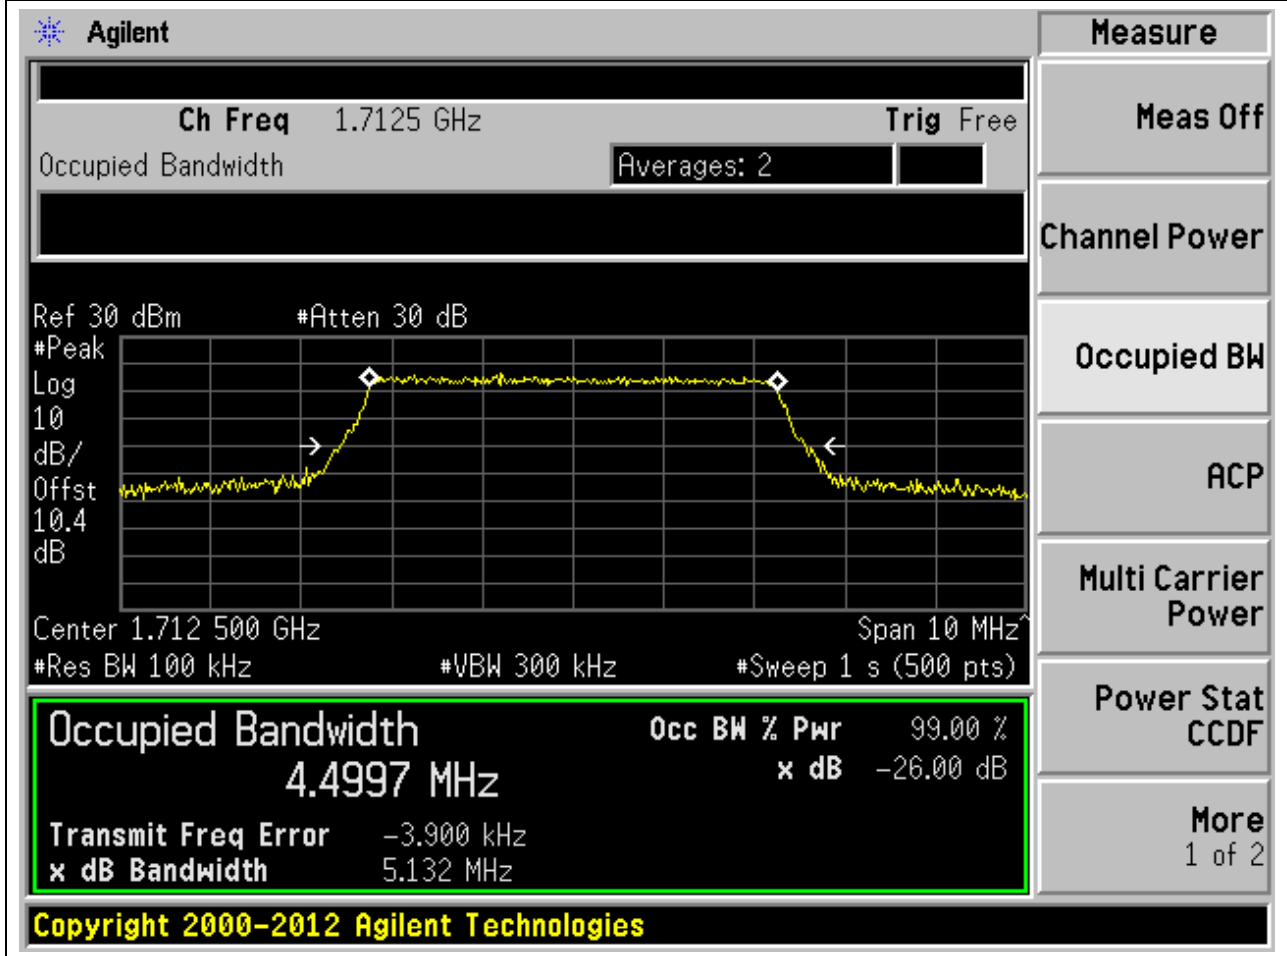 Agilent
Measure
Ch Freq 1.7125 GHz Trig Free
Meas Off
Occupied Bandwidth Averages: 2
Channel Power
Ref 30 dBm #Atten 30 dB
#Peak
Log
10
dB/
Offst
10.4
dB
Occupied BW
ACP
Center 1.712 500 GHz Span 10 MHz^
#Res BW 100 kHz #VBW 300 kHz #Sweep 1 s (500 pts)
Multi Carrier
Power
Occupied Bandwidth Occ BW % Pwr 99.00 %
4.4997 MHz x dB -26.00 dB
Transmit Freq Error -3.900 kHz
x dB Bandwidth 5.132 MHz
Power Stat
CCDF
More
1 of 2
Copyright 2000-2012 Agilent Technologies